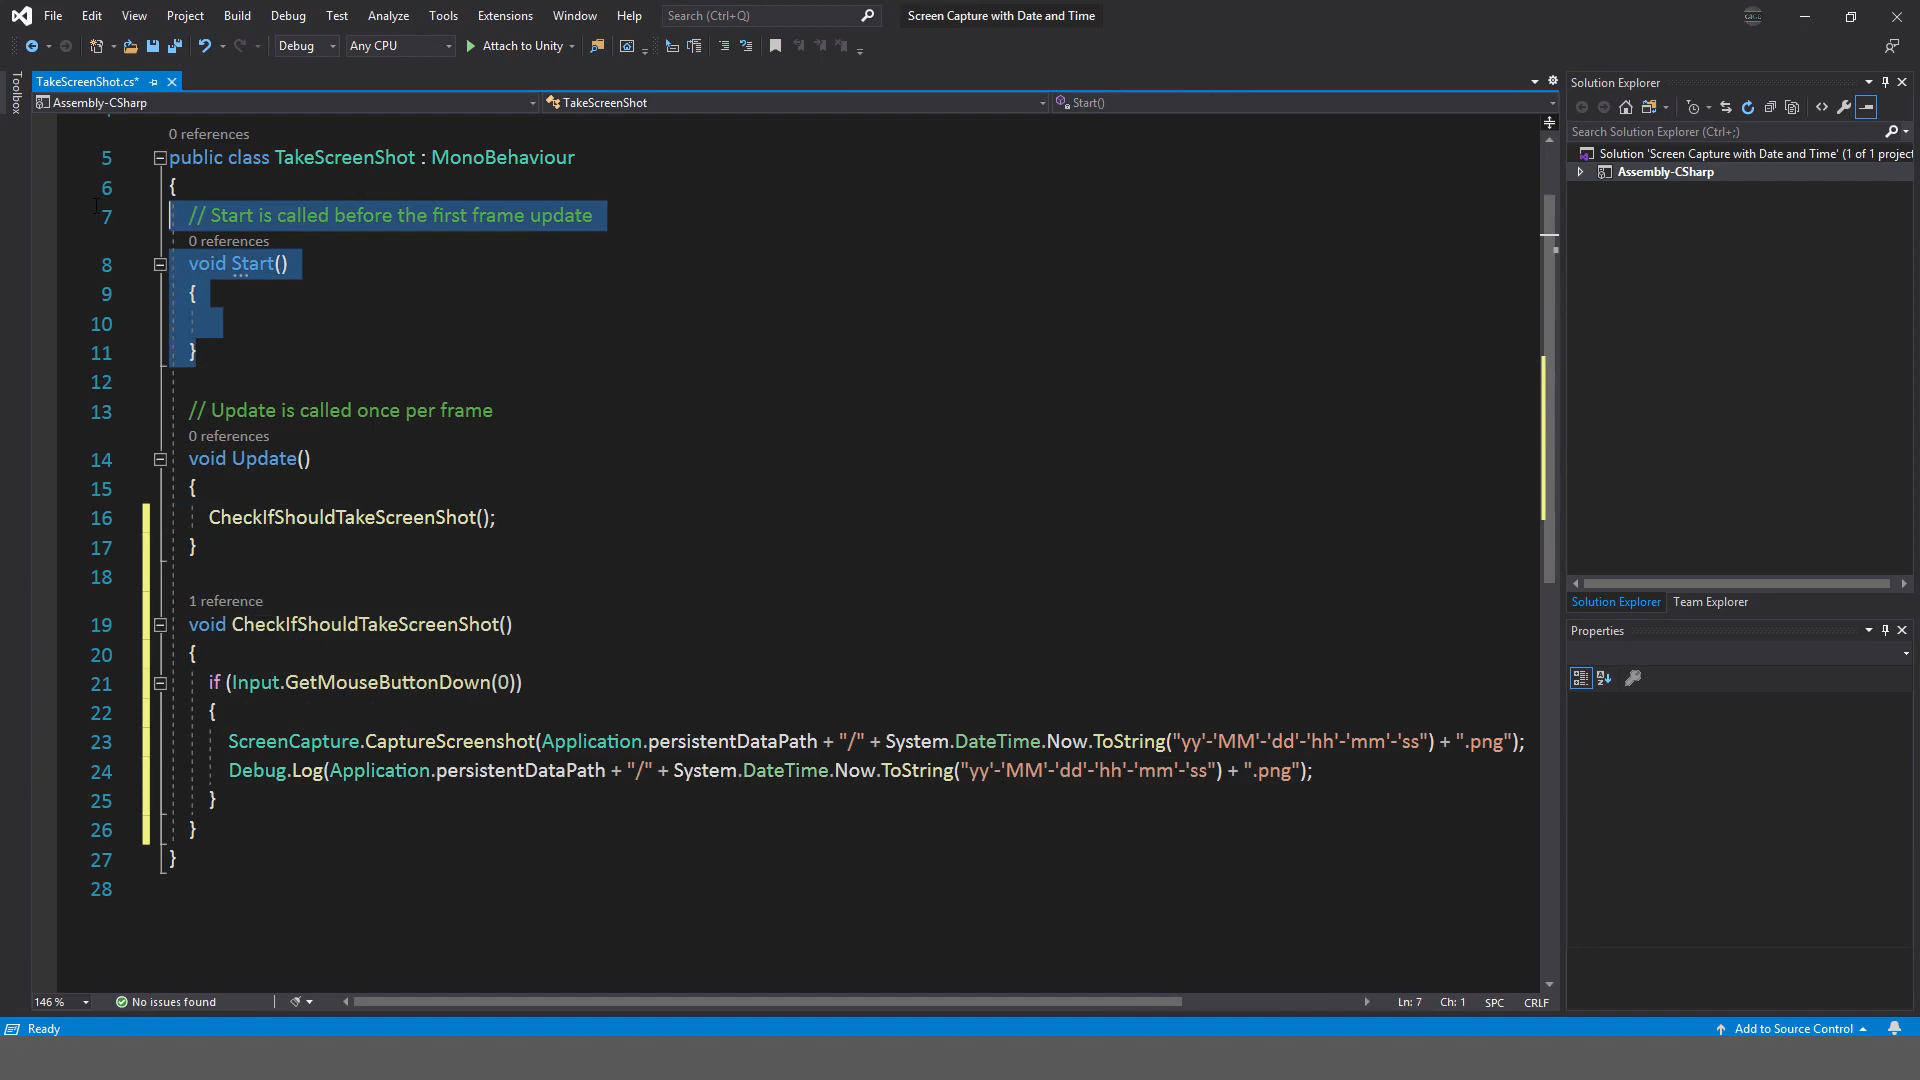 File Edit View Project Build Debug Test Analyze Tools Extensions Window Help Search (Ctrl+Q) Screen Capture with Date and Time
Debug Any CPU Attach to Unity
Toolbox
TakeScreenShot.cs*
Assembly-CSharp TakeScreenShot Start()
0 references
5 public class TakeScreenShot : MonoBehaviour
6 {
7 // Start is called before the first frame update
0 references
8 void Start()
9 {
10
11 }
12
13 // Update is called once per frame
0 references
14 void Update()
15 {
16 CheckIfShouldTakeScreenShot();
17 }
18
1 reference
19 void CheckIfShouldTakeScreenShot()
20 {
21 if (Input.GetMouseButtonDown(0))
22 {
23 ScreenCapture.CaptureScreenshot(Application.persistentDataPath + "/" + System.DateTime.Now.ToString("yy'-'MM'-'dd'-'hh'-'mm'-'ss") + ".png");
24 Debug.Log(Application.persistentDataPath + "/" + System.DateTime.Now.ToString("yy'-'MM'-'dd'-'hh'-'mm'-'ss") + ".png");
25 }
26 }
27 }
28
Solution Explorer
Search Solution Explorer (Ctrl+;)
Solution 'Screen Capture with Date and Time' (1 of 1 project
Assembly-CSharp
Solution Explorer Team Explorer
Properties
146 % No issues found Ln: 7 Ch: 1 SPC CRLF
Ready Add to Source Control